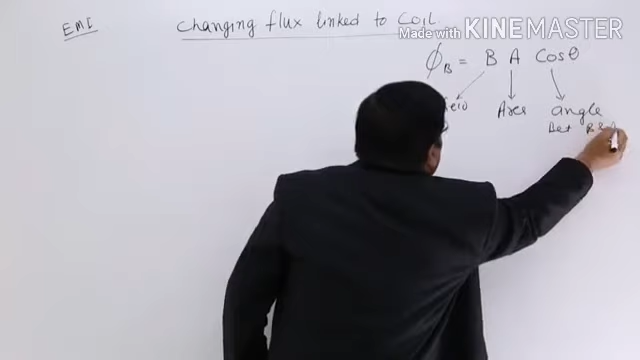 EMI
Changing flux linked to COIL.
Made with KINEMASTER
ϕB = B A Cosθ
Area angle
Bet B &